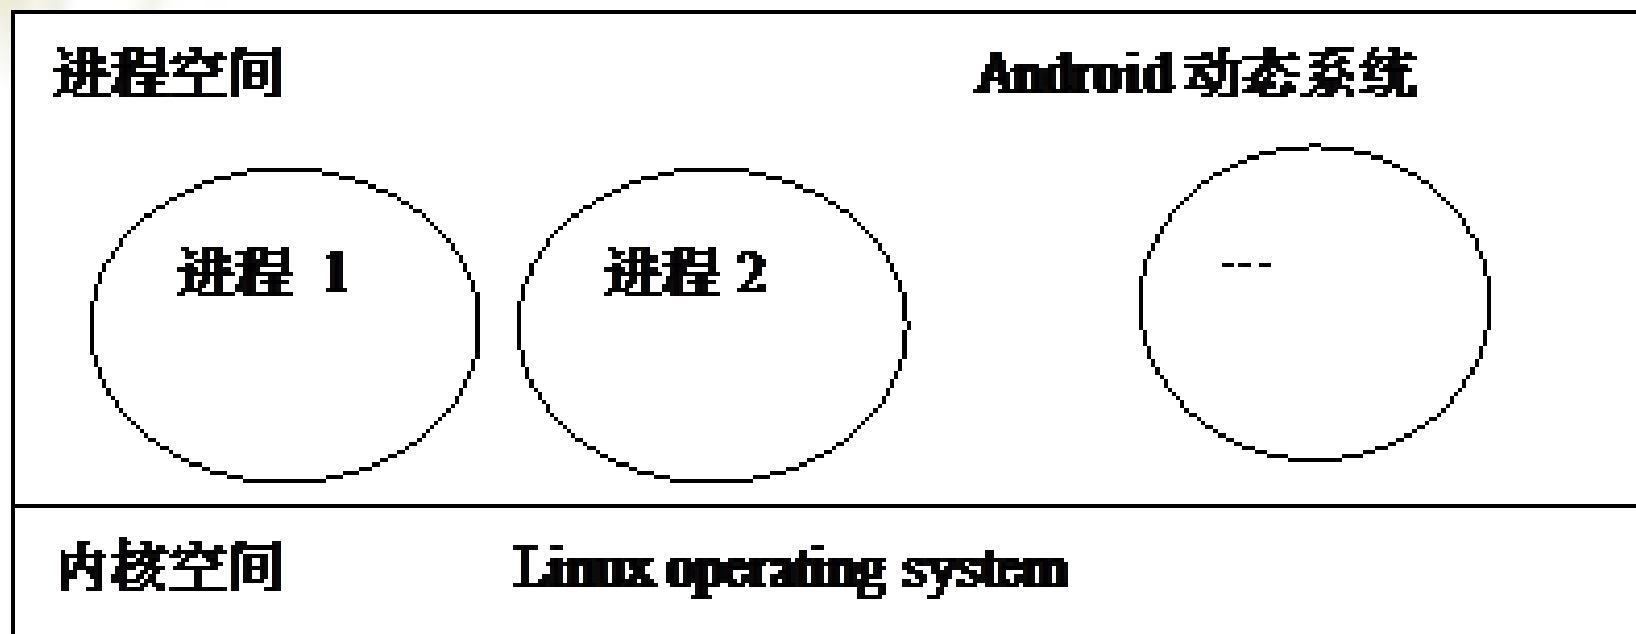 进程空间 Android 动态系统
进程 1 进程 2 ---
内核空间 Linux operating system